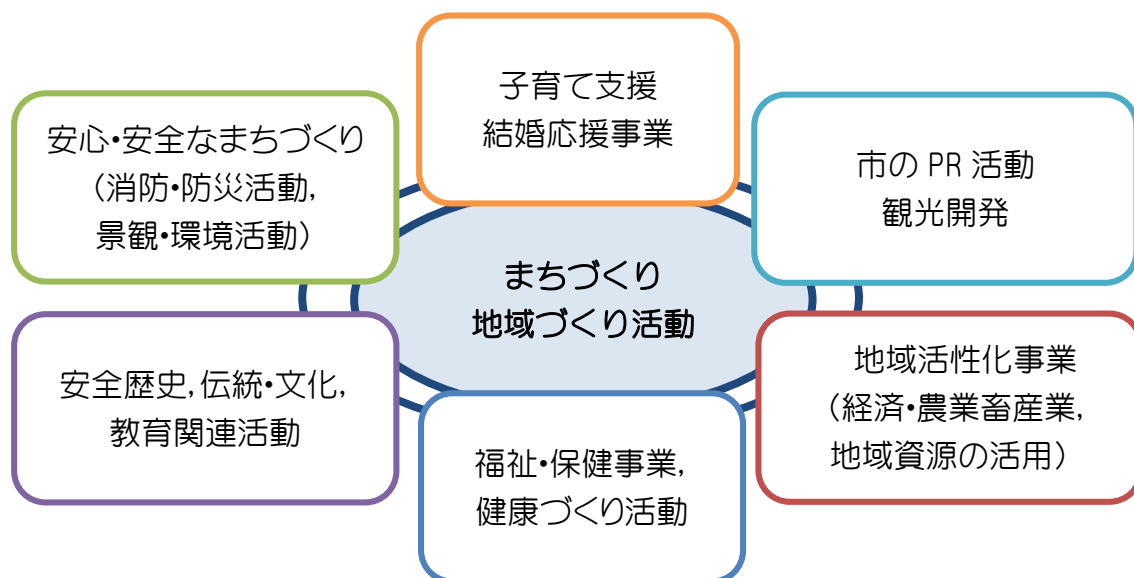 子育て支援
結婚応援事業
安心・安全なまちづくり
（消防・防災活動,
景観・環境活動）
市の PR 活動
観光開発
まちづくり
地域づくり活動
安全歴史,伝統・文化,
教育関連活動
地域活性化事業
（経済・農業畜産業,
地域資源の活用）
福祉・保健事業,
健康づくり活動